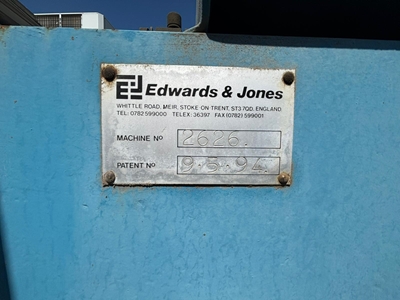 EJ Edwards & Jones
WHITTLE ROAD, MEIR, STOKE ON TRENT, ST3 7QD, ENGLAND.
TEL: 0782 599000 TELEX: 36397 FAX (0782) 599001
MACHINE Nº 2626.
PATENT Nº 9-3-94